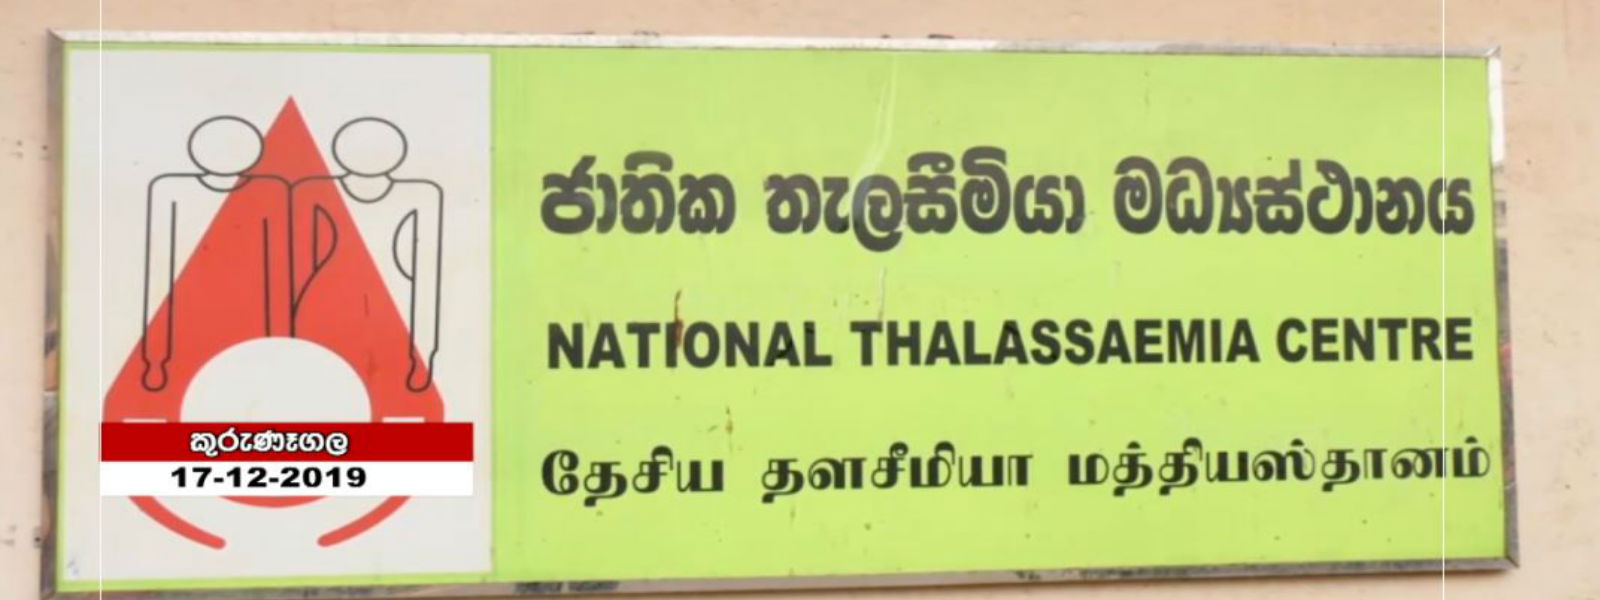 ජාතික තැලසීමියා මධ්‍යස්ථානය
NATIONAL THALASSAEMIA CENTRE
தேசிய தளசீமியா மத்தியஸ்தானம்
කුරුණෑගල
17-12-2019